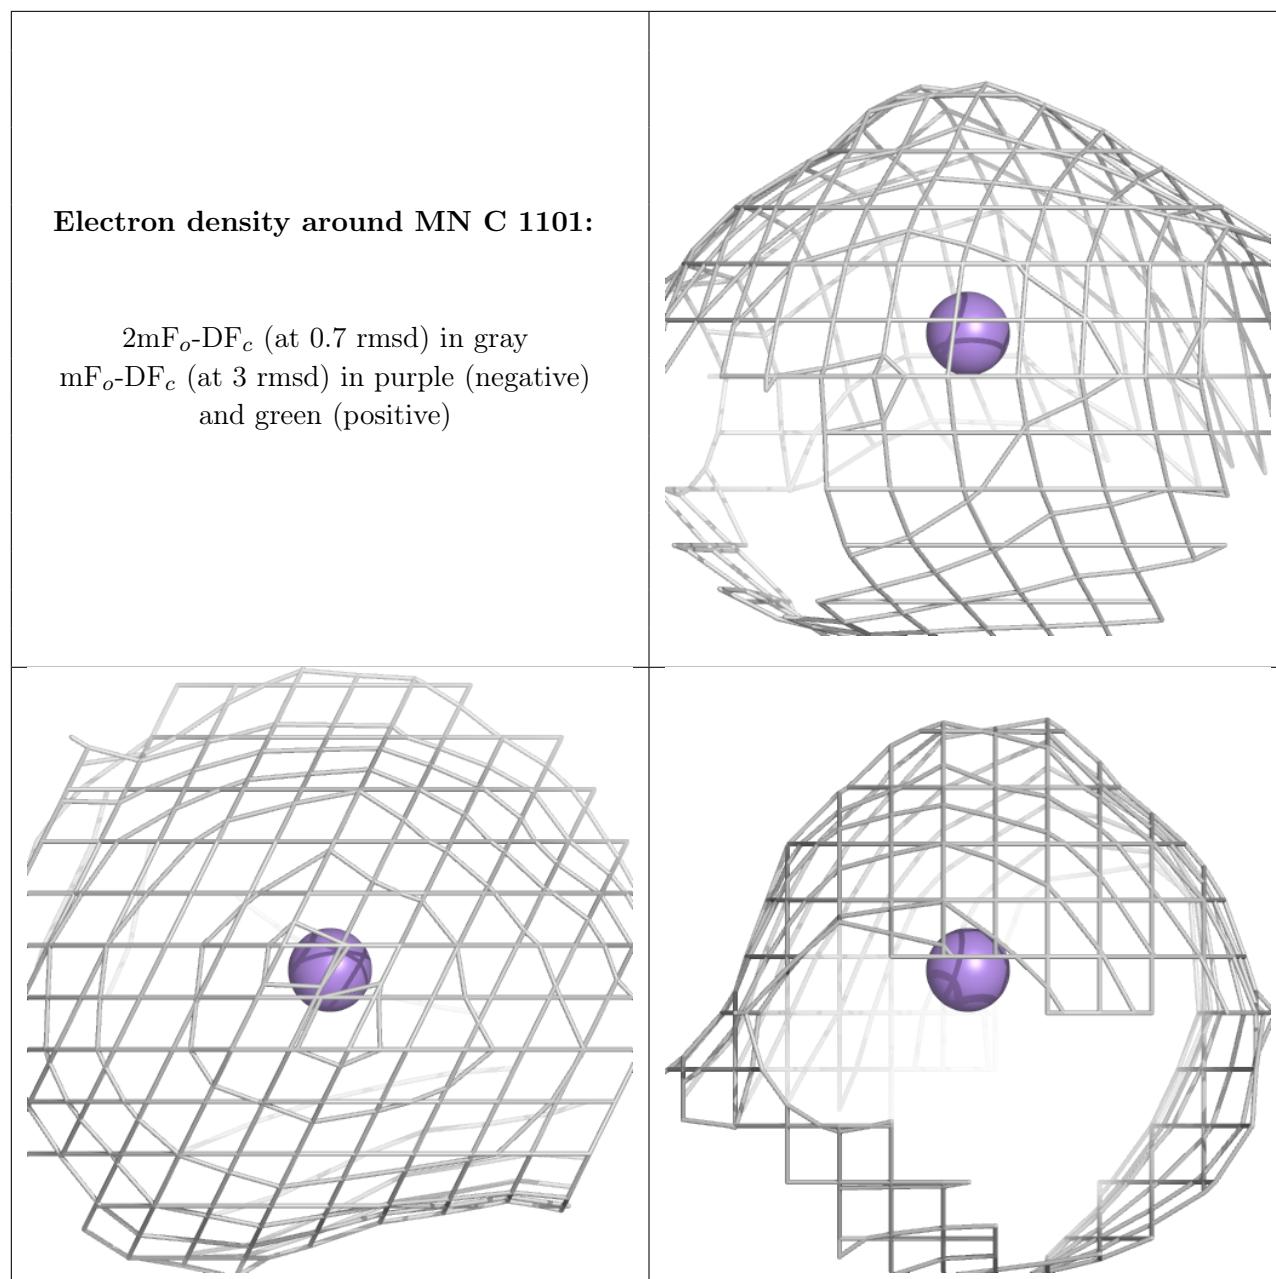 Electron density around MN C 1101:
2mFo-DFc (at 0.7 rmsd) in gray
mFo-DFc (at 3 rmsd) in purple (negative)
and green (positive)